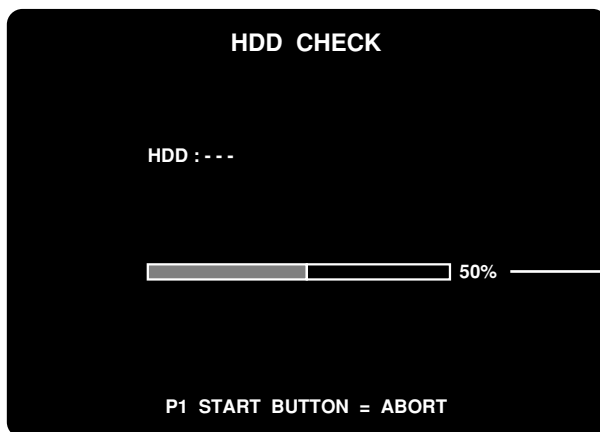 HDD CHECK
HDD : - - -
50%
P1 START BUTTON = ABORT